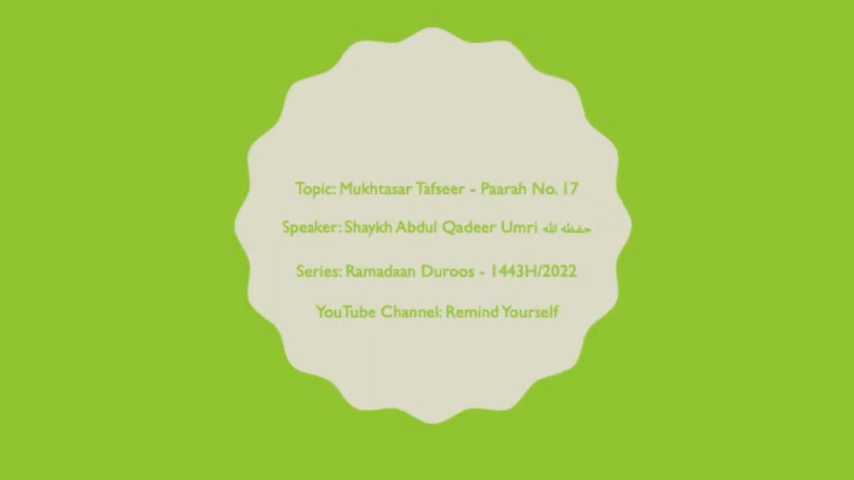 Topic: Mukhtasar Tafseer - Paarah No. 17
Speaker: Shaykh Abdul Qadeer Umri حفظه الله
Series: Ramadaan Duroos - 1443H/2022
YouTube Channel: Remind Yourself